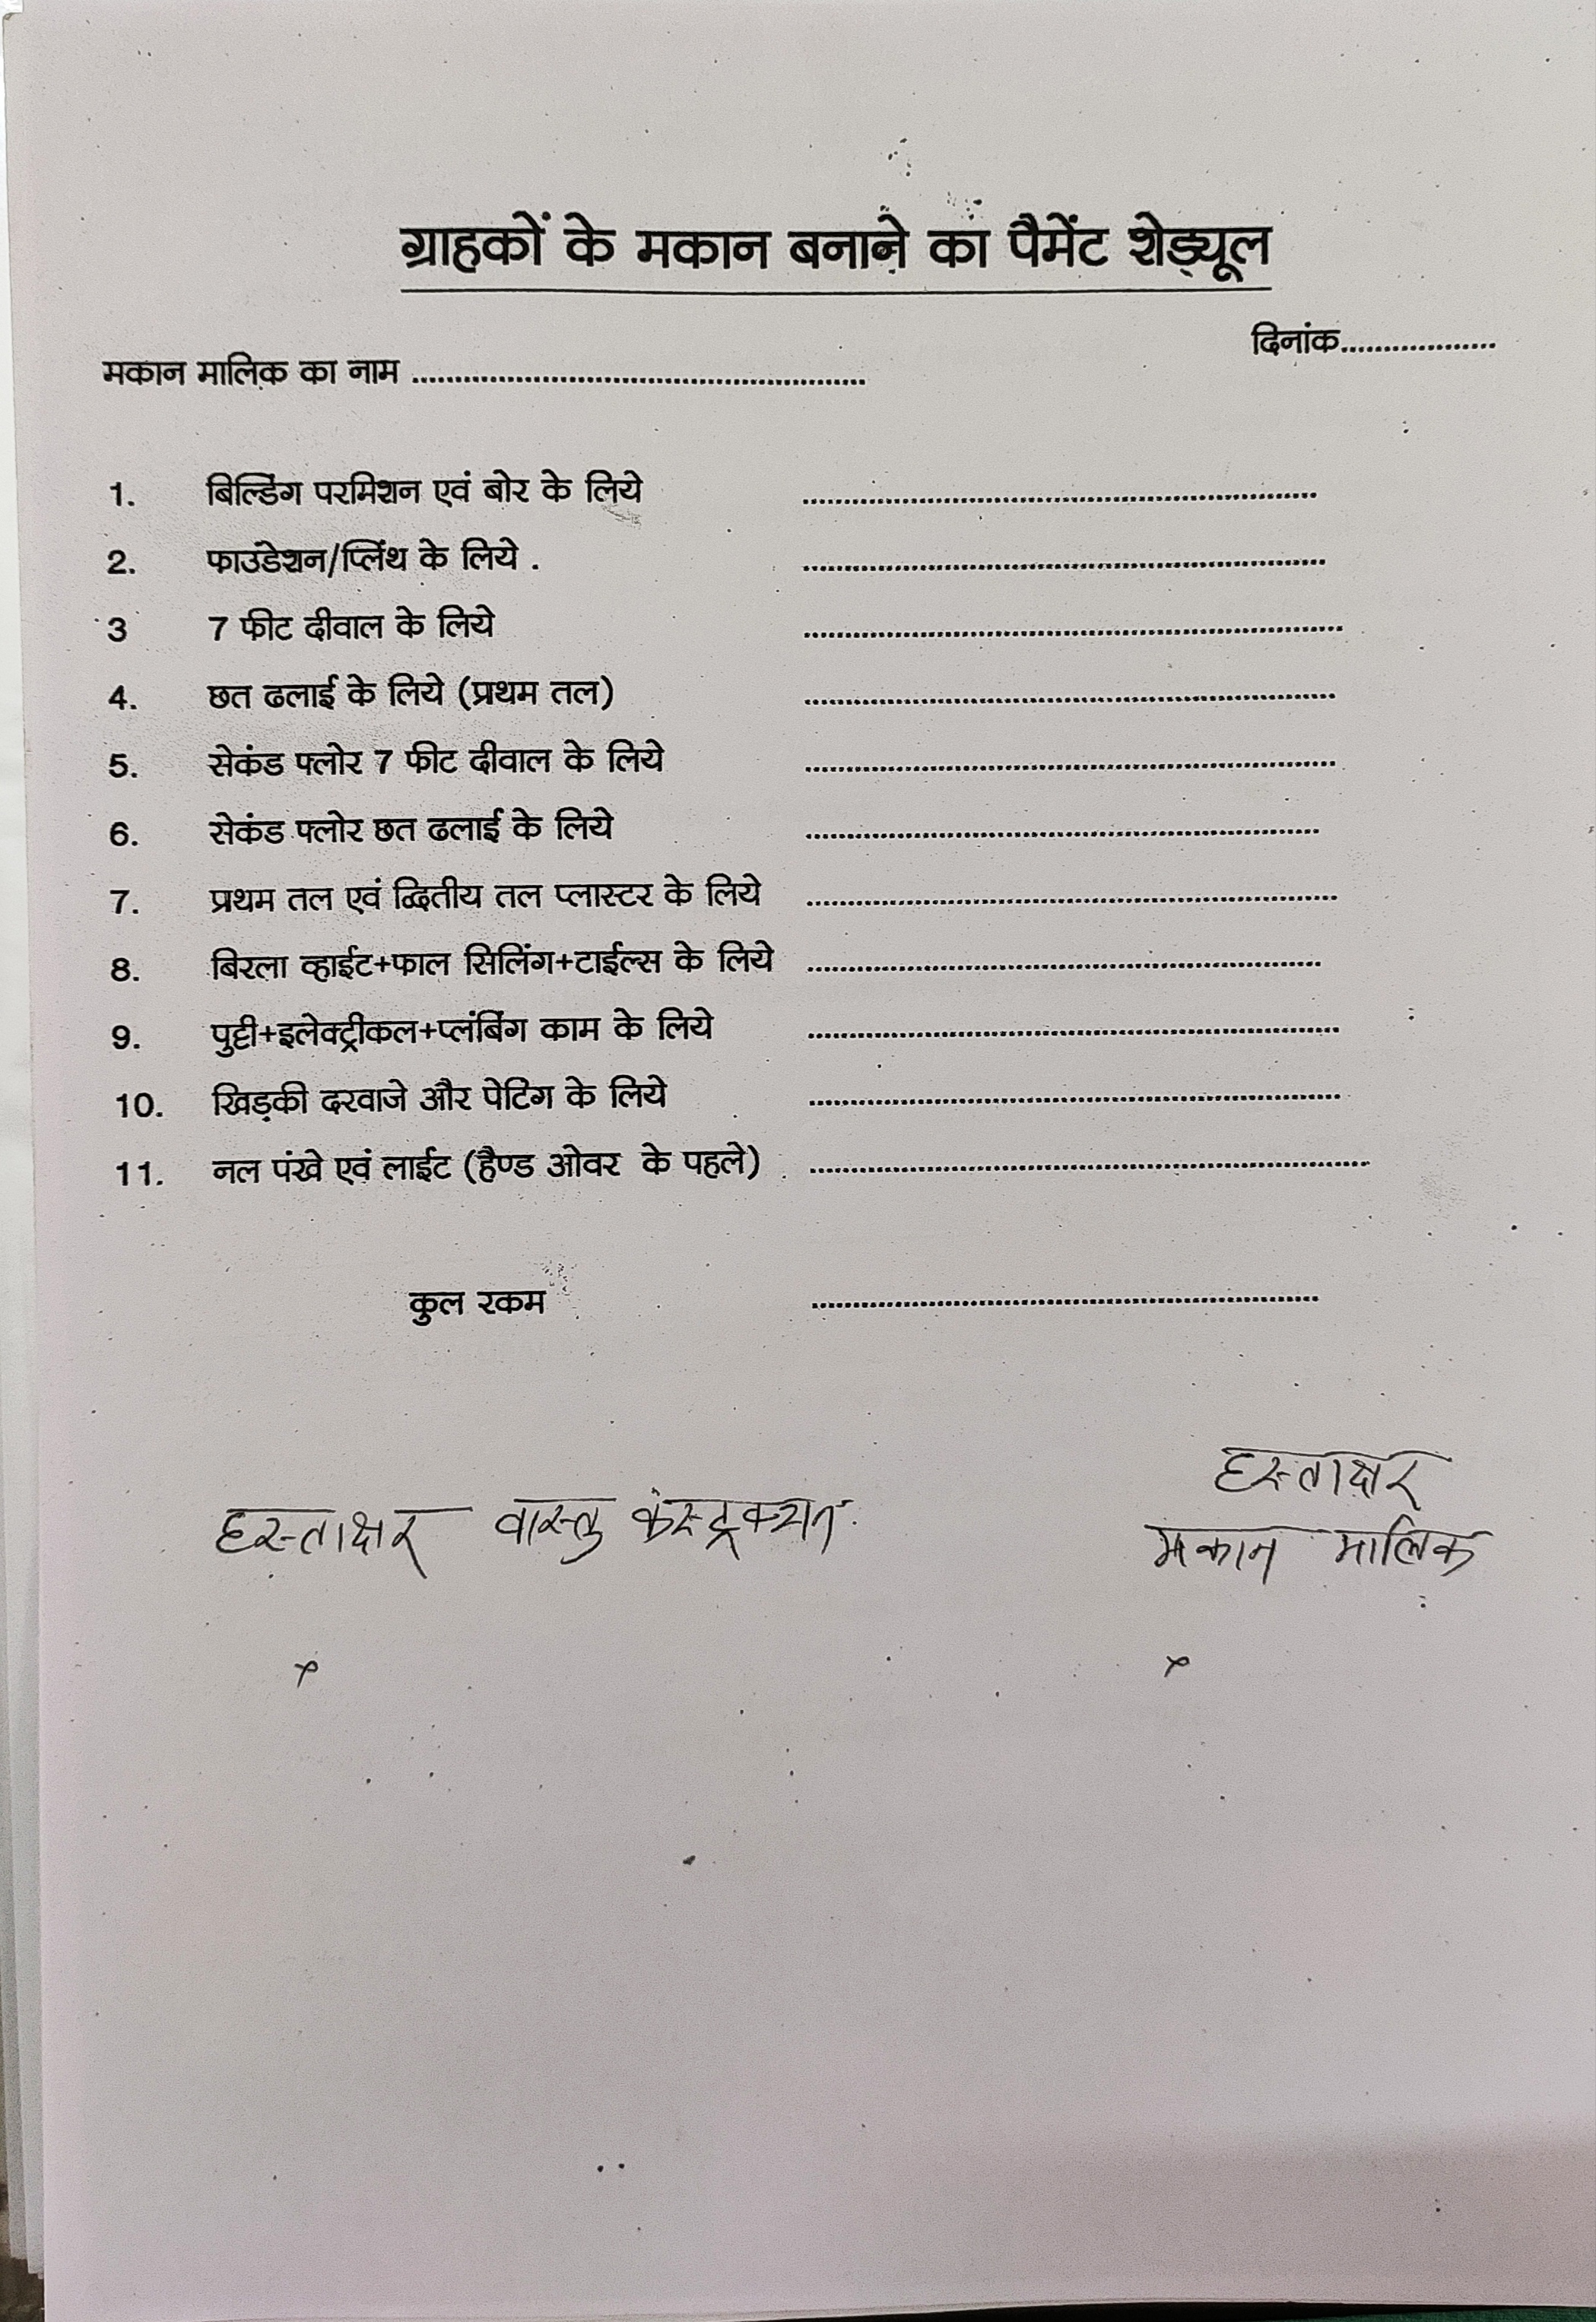 ग्राहकों के मकान बनाने का पैमेंट शेड्यूल
दिनांक..................
मकान मालिक का नाम .....................................................
1. बिल्डिंग परमिशन एवं बोर के लिये ............................................................
2. फाउंडेशन/प्लिंथ के लिये . .............................................................
3 7 फीट दीवाल के लिये ...............................................................
4. छत ढलाई के लिये (प्रथम तल) ..............................................................
5. सेकंड फ्लोर 7 फीट दीवाल के लिये ..............................................................
6. सेकंड फ्लोर छत ढलाई के लिये ............................................................
7. प्रथम तल एवं द्वितीय तल प्लास्टर के लिये ..............................................................
8. बिरला व्हाईट+फाल सिलिंग+टाईल्स के लिये ............................................................
9. पुट्टी+इलेक्ट्रीकल+प्लंबिंग काम के लिये ..............................................................
10. खिड़की दरवाजे और पेटिंग के लिये ..............................................................
11. नल पंखे एवं लाईट (हैण्ड ओवर के पहले) .................................................................
कुल रकम ...........................................................
हस्ताक्षर
हस्ताक्षर वास्तु कंस्ट्रक्शन
मकान मालिक
x x